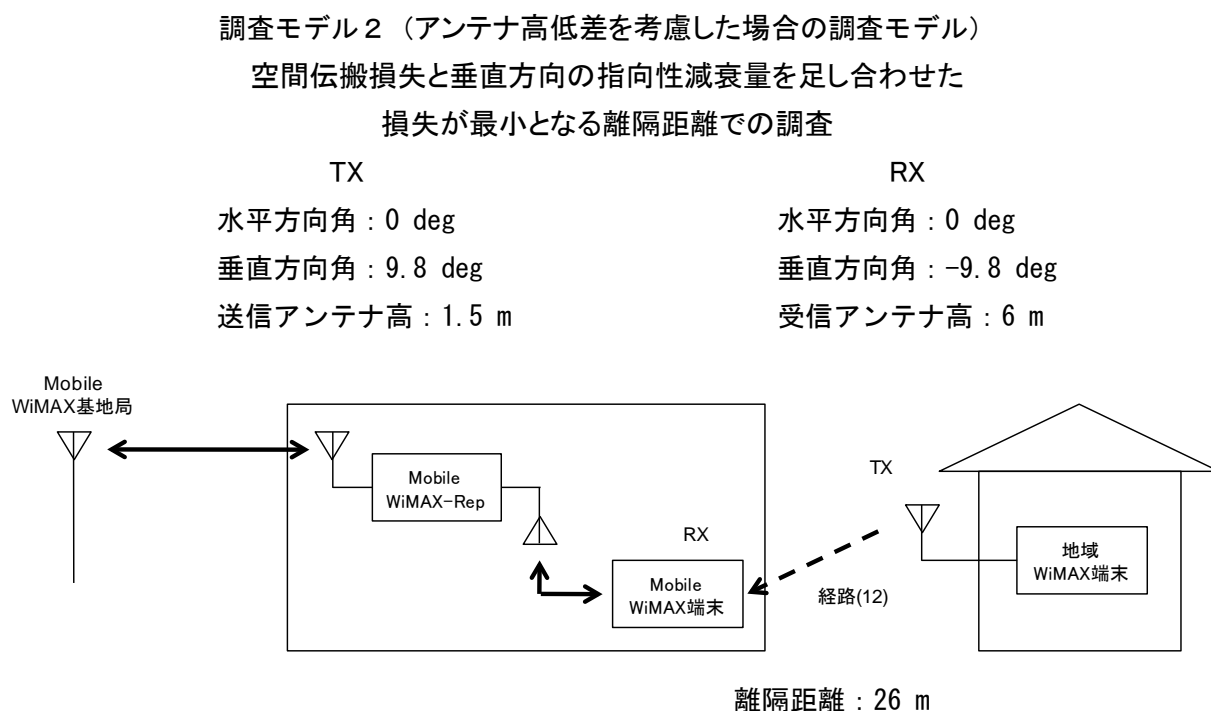 調査モデル２ （アンテナ高低差を考慮した場合の調査モデル）
空間伝搬損失と垂直方向の指向性減衰量を足し合わせた
損失が最小となる離隔距離での調査
TX
水平方向角：0 deg
垂直方向角：9.8 deg
送信アンテナ高：1.5 m
RX
水平方向角：0 deg
垂直方向角：-9.8 deg
受信アンテナ高：6 m
Mobile
WiMAX基地局
Mobile
WiMAX-Rep
RX
Mobile
WiMAX端末
経路(12)
TX
地域
WiMAX端末
離隔距離：26 m